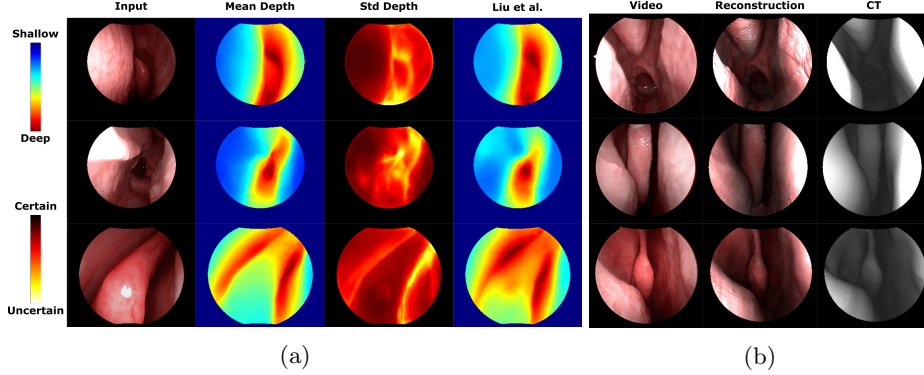 Input Mean Depth Std Depth Liu et al. Video Reconstruction CT
Shallow
Deep
Certain
Uncertain
(a) (b)